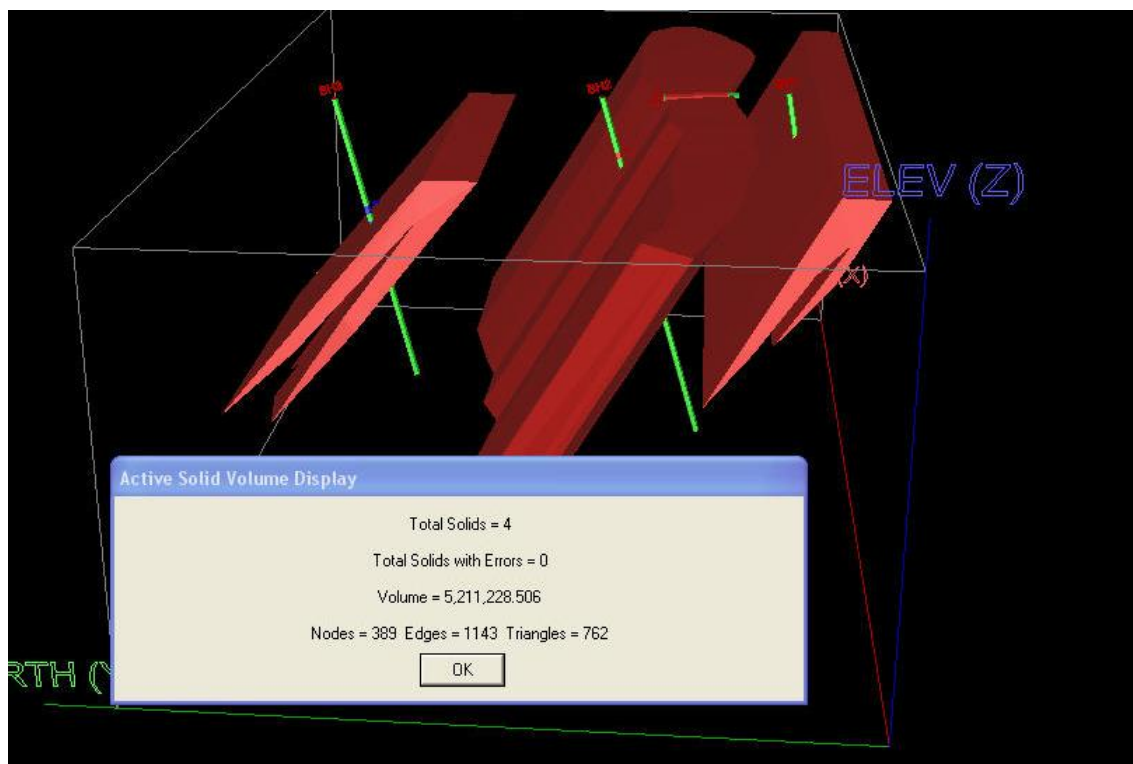 BH3
BH2
ELEV (Z)
(X)
Active Solid Volume Display
Total Solids = 4
Total Solids with Errors = 0
Volume = 5,211,228.506
Nodes = 389 Edges = 1143 Triangles = 762
OK
RTH (Y